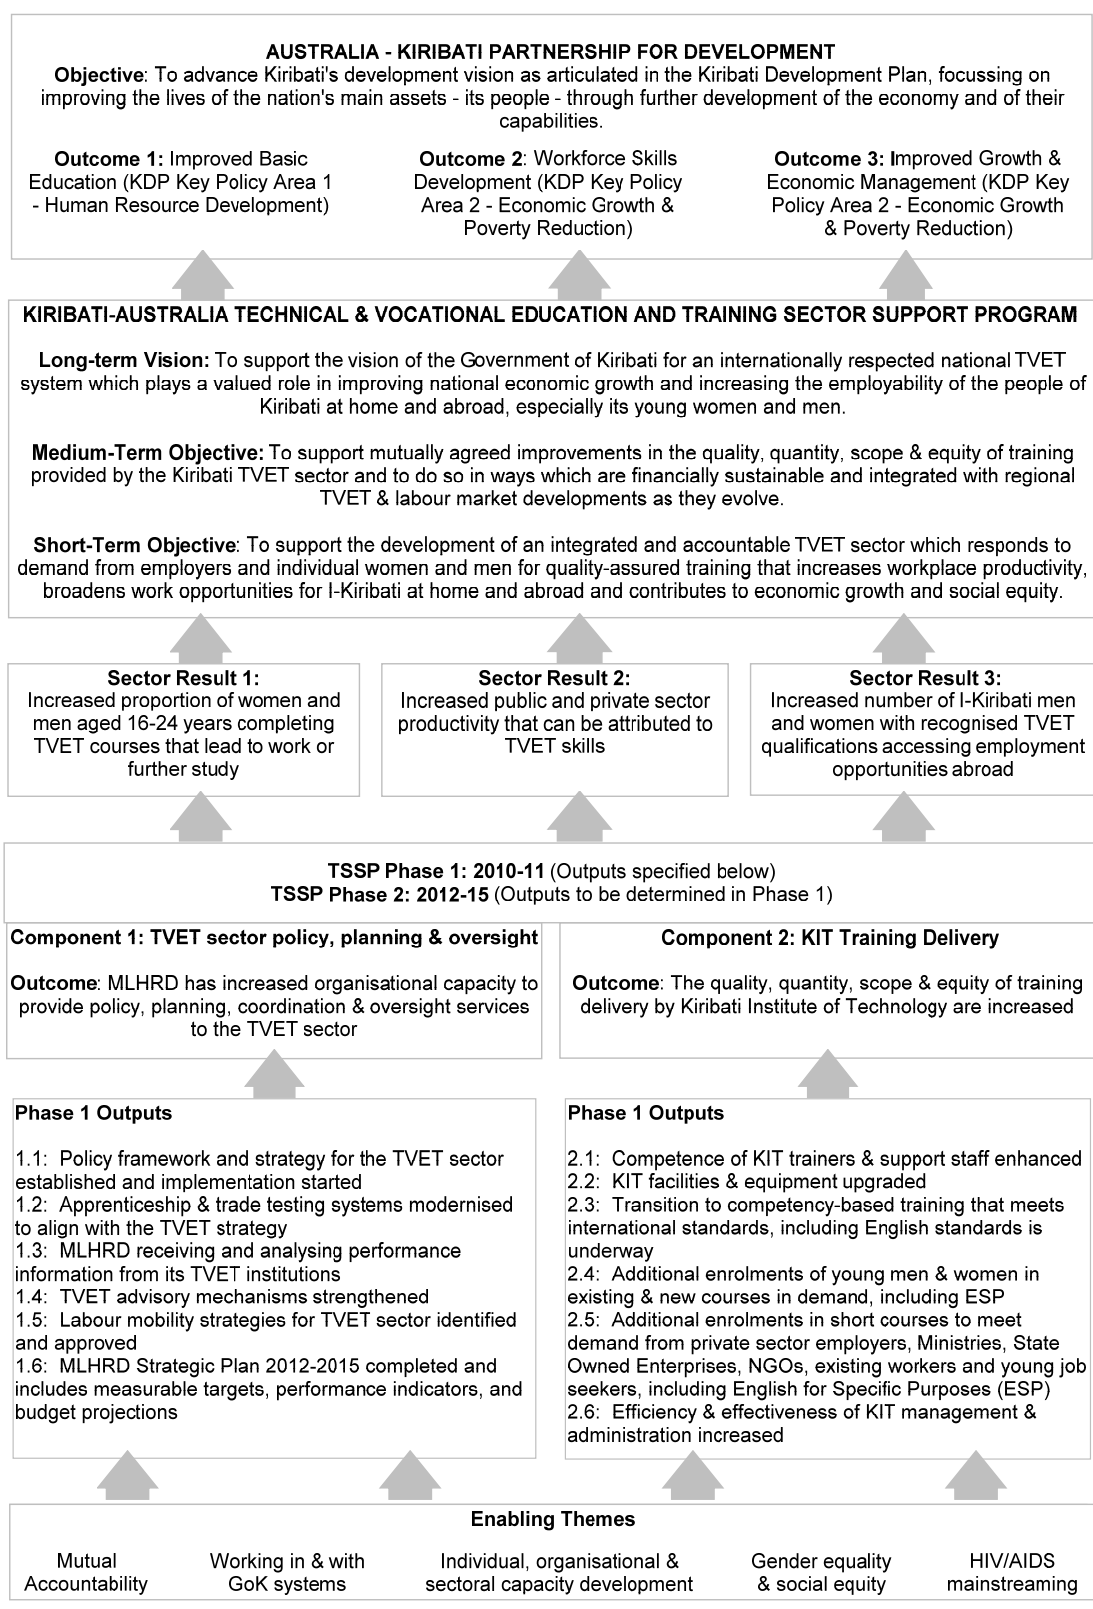 AUSTRALIA - KIRIBATI PARTNERSHIP FOR DEVELOPMENT
Objective: To advance Kiribati's development vision as articulated in the Kiribati Development Plan, focussing on
improving the lives of the nation's main assets - its people - through further development of the economy and of their
capabilities.
Outcome 1: Improved Basic
Education (KDP Key Policy Area 1
- Human Resource Development)
Outcome 2: Workforce Skills
Development (KDP Key Policy
Area 2 - Economic Growth &
Poverty Reduction)
Outcome 3: Improved Growth &
Economic Management (KDP Key
Policy Area 2 - Economic Growth
& Poverty Reduction)
KIRIBATI-AUSTRALIA TECHNICAL & VOCATIONAL EDUCATION AND TRAINING SECTOR SUPPORT PROGRAM
Long-term Vision: To support the vision of the Government of Kiribati for an internationally respected national TVET
system which plays a valued role in improving national economic growth and increasing the employability of the people of
Kiribati at home and abroad, especially its young women and men.
Medium-Term Objective: To support mutually agreed improvements in the quality, quantity, scope & equity of training
provided by the Kiribati TVET sector and to do so in ways which are financially sustainable and integrated with regional
TVET & labour market developments as they evolve.
Short-Term Objective: To support the development of an integrated and accountable TVET sector which responds to
demand from employers and individual women and men for quality-assured training that increases workplace productivity,
broadens work opportunities for I-Kiribati at home and abroad and contributes to economic growth and social equity.
Sector Result 1:
Increased proportion of women and
men aged 16-24 years completing
TVET courses that lead to work or
further study
Sector Result 2:
Increased public and private sector
productivity that can be attributed to
TVET skills
Sector Result 3:
Increased number of I-Kiribati men
and women with recognised TVET
qualifications accessing employment
opportunities abroad
TSSP Phase 1: 2010-11 (Outputs specified below)
TSSP Phase 2: 2012-15 (Outputs to be determined in Phase 1)
Component 1: TVET sector policy, planning & oversight
Outcome: MLHRD has increased organisational capacity to
provide policy, planning, coordination & oversight services
to the TVET sector
Component 2: KIT Training Delivery
Outcome: The quality, quantity, scope & equity of training
delivery by Kiribati Institute of Technology are increased
Phase 1 Outputs
1.1: Policy framework and strategy for the TVET sector
established and implementation started
1.2: Apprenticeship & trade testing systems modernised
to align with the TVET strategy
1.3: MLHRD receiving and analysing performance
information from its TVET institutions
1.4: TVET advisory mechanisms strengthened
1.5: Labour mobility strategies for TVET sector identified
and approved
1.6: MLHRD Strategic Plan 2012-2015 completed and
includes measurable targets, performance indicators, and
budget projections
Phase 1 Outputs
2.1: Competence of KIT trainers & support staff enhanced
2.2: KIT facilities & equipment upgraded
2.3: Transition to competency-based training that meets
international standards, including English standards is
underway
2.4: Additional enrolments of young men & women in
existing & new courses in demand, including ESP
2.5: Additional enrolments in short courses to meet
demand from private sector employers, Ministries, State
Owned Enterprises, NGOs, existing workers and young job
seekers, including English for Specific Purposes (ESP)
2.6: Efficiency & effectiveness of KIT management &
administration increased
Enabling Themes
Mutual
Accountability
Working in & with
GoK systems
Individual, organisational &
sectoral capacity development
Gender equality
& social equity
HIV/AIDS
mainstreaming